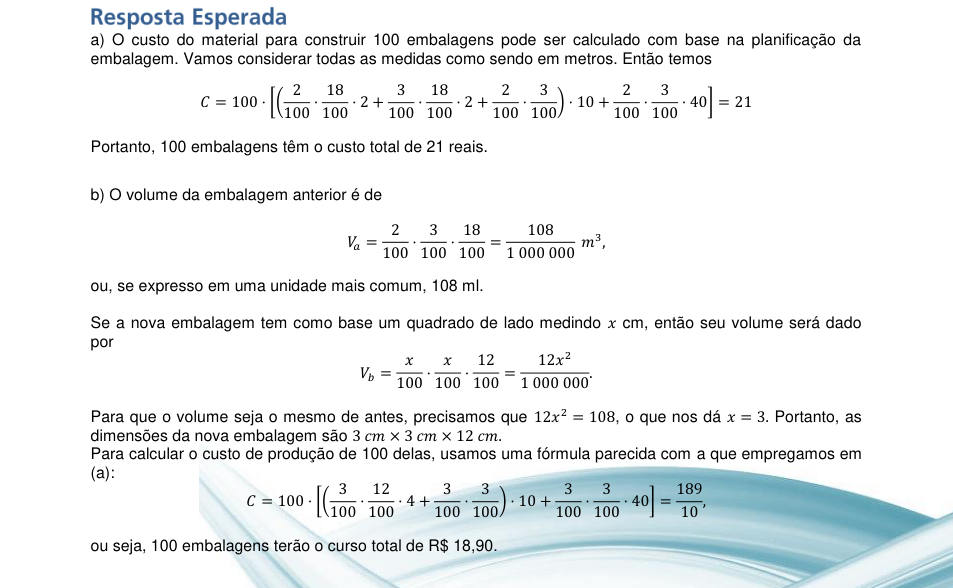 Resposta Esperada
a) O custo do material para construir 100 embalagens pode ser calculado com base na planificação da
embalagem. Vamos considerar todas as medidas como sendo em metros. Então temos
C = 100 · [(2/100 · 18/100 · 2 + 3/100 · 18/100 · 2 + 2/100 · 3/100) · 10 + 2/100 · 3/100 · 40] = 21
Portanto, 100 embalagens têm o custo total de 21 reais.
b) O volume da embalagem anterior é de
Vₐ = 2/100 · 3/100 · 18/100 = 108/1 000 000 m³,
ou, se expresso em uma unidade mais comum, 108 ml.
Se a nova embalagem tem como base um quadrado de lado medindo x cm, então seu volume será dado
por
V_b = x/100 · x/100 · 12/100 = 12x²/1 000 000.
Para que o volume seja o mesmo de antes, precisamos que 12x² = 108, o que nos dá x = 3. Portanto, as
dimensões da nova embalagem são 3 cm × 3 cm × 12 cm.
Para calcular o custo de produção de 100 delas, usamos uma fórmula parecida com a que empregamos em
(a):
C = 100 · [(3/100 · 12/100 · 4 + 3/100 · 3/100) · 10 + 3/100 · 3/100 · 40] = 189/10,
ou seja, 100 embalagens terão o curso total de R$ 18,90.